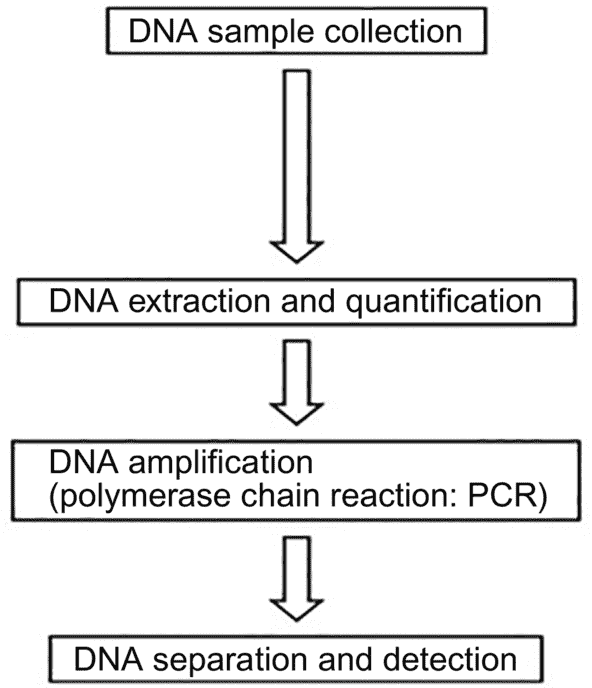 DNA sample collection
DNA extraction and quantification
DNA amplification
(polymerase chain reaction: PCR)
DNA separation and detection